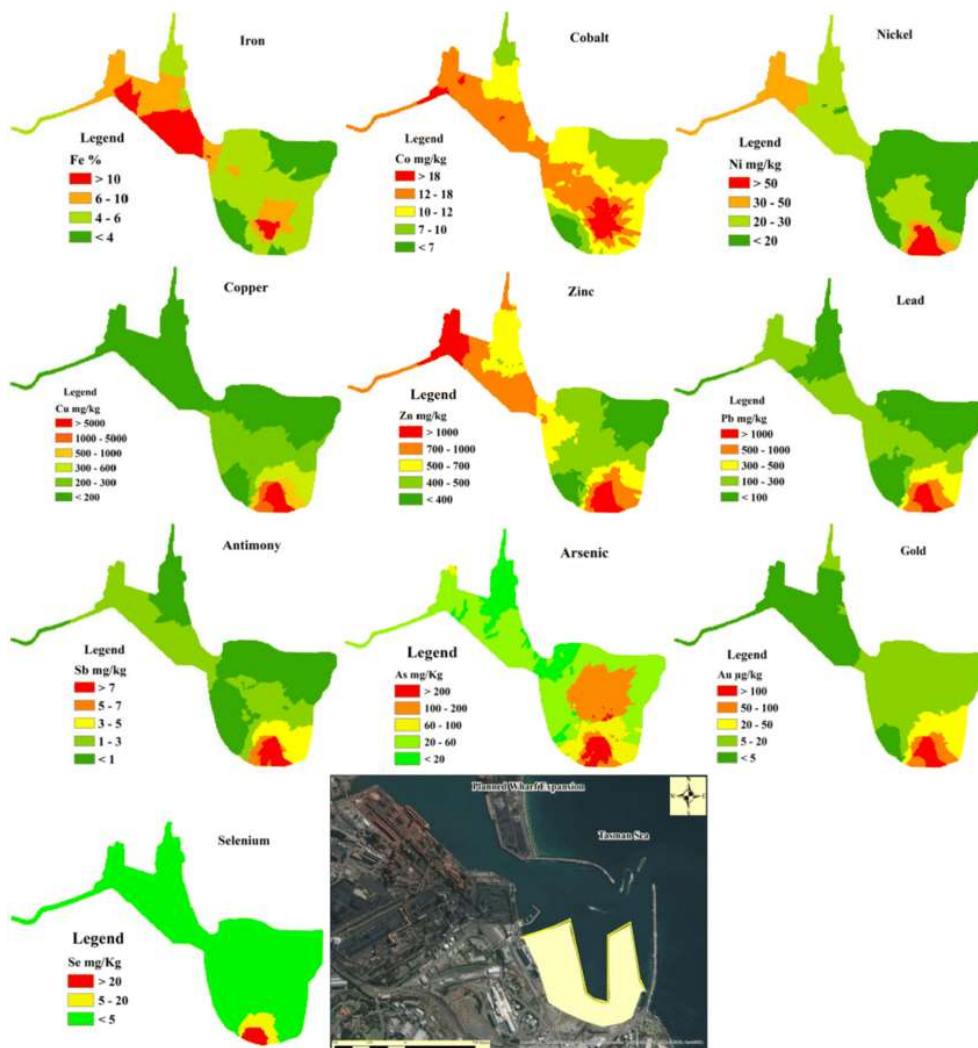 Iron
Legend
Fe %
> 10
6 - 10
4 - 6
< 4
Cobalt
Legend
Co mg/kg
> 18
12 - 18
10 - 12
7 - 10
< 7
Nickel
Legend
Ni mg/kg
> 50
30 - 50
20 - 30
< 20
Copper
Legend
Cu mg/kg
> 5000
1000 - 5000
500 - 1000
300 - 600
200 - 300
< 200
Zinc
Legend
Zn mg/kg
> 1000
700 - 1000
500 - 700
400 - 500
< 400
Lead
Legend
Pb mg/kg
> 1000
500 - 1000
300 - 500
100 - 300
< 100
Antimony
Legend
Sb mg/kg
> 7
5 - 7
3 - 5
1 - 3
< 1
Arsenic
Legend
As mg/Kg
> 200
100 - 200
60 - 100
20 - 60
< 20
Gold
Legend
Au µg/kg
> 100
50 - 100
20 - 50
5 - 20
< 5
Selenium
Legend
Se mg/Kg
> 20
5 - 20
< 5
Planned Wharf Expansion
Tasman Sea